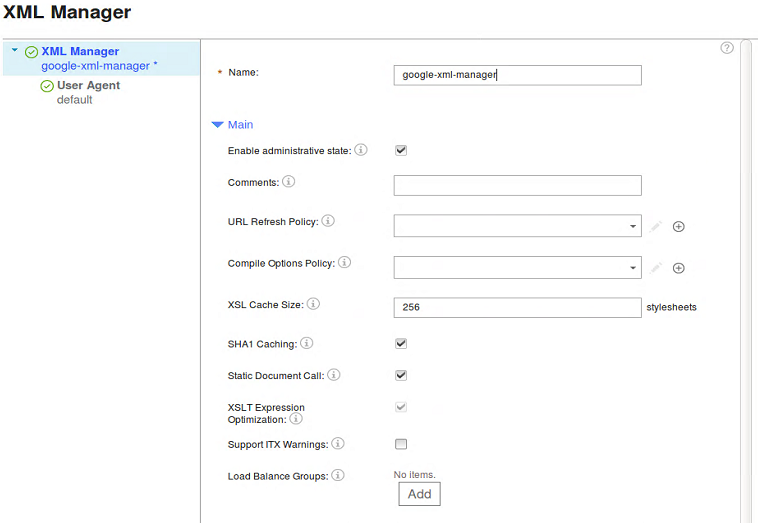 XML Manager
XML Manager
google-xml-manager *
User Agent
default
?
* Name:
google-xml-manager
Main
Enable administrative state:
Comments:
URL Refresh Policy:
Compile Options Policy:
XSL Cache Size:
256
stylesheets
SHA1 Caching:
Static Document Call:
XSLT Expression
Optimization:
Support ITX Warnings:
Load Balance Groups:
No items.
Add